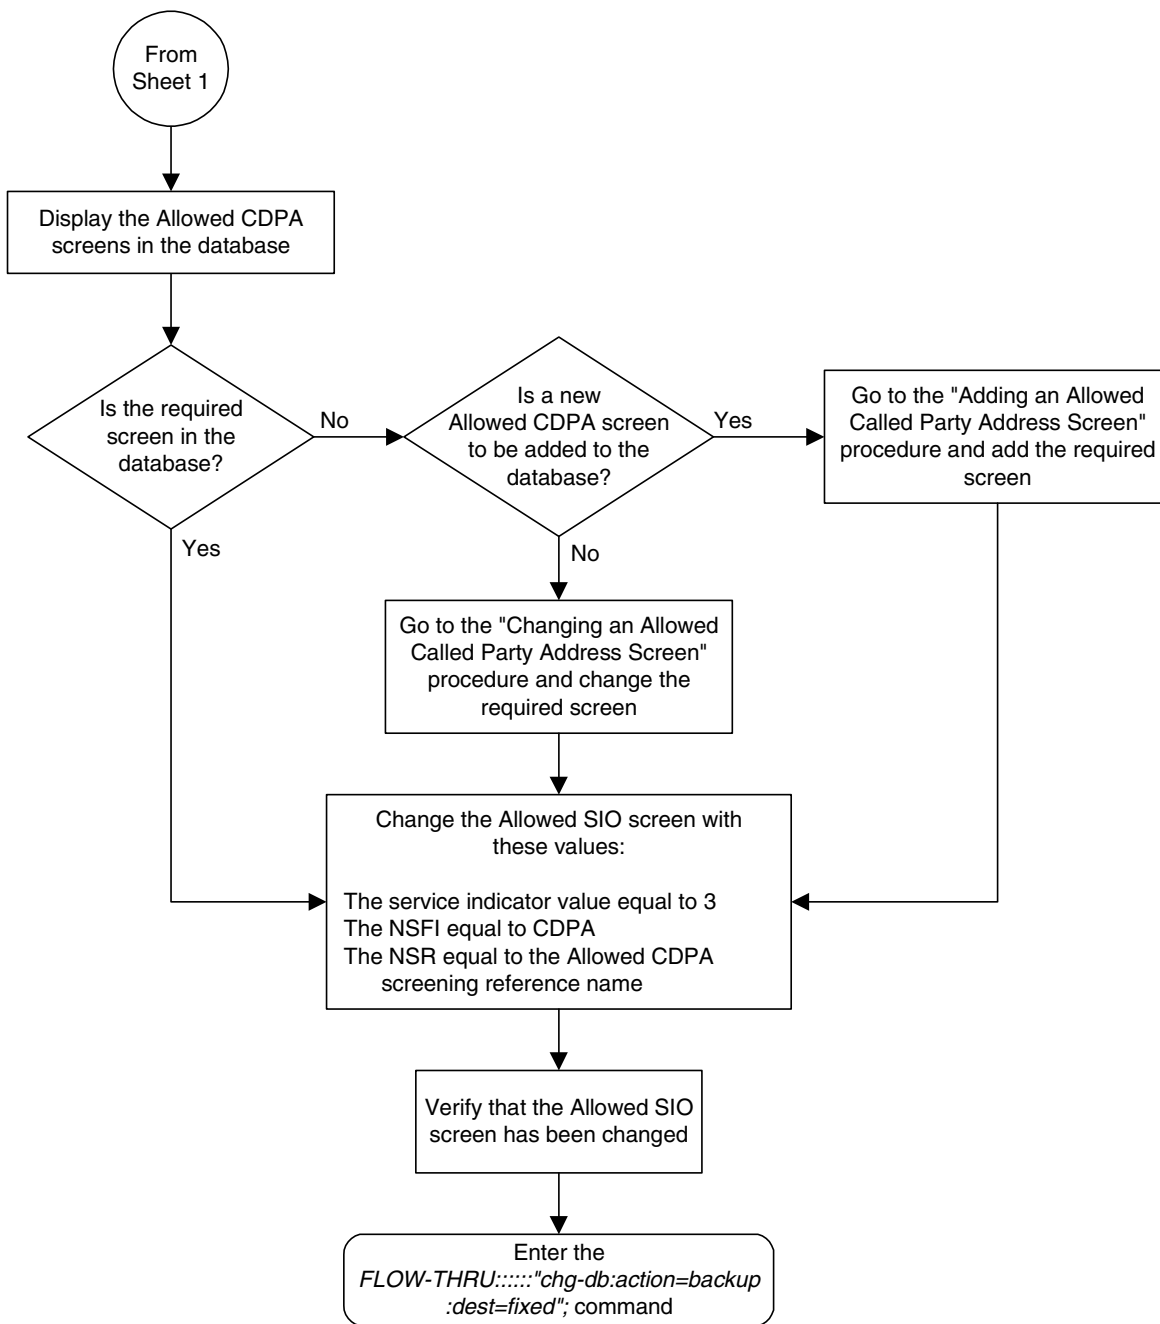 From
Sheet 1
Display the Allowed CDPA
screens in the database
Is the required
screen in the
database?
No
Yes
Is a new
Allowed CDPA screen
to be added to the
database?
Yes
No
Go to the "Adding an Allowed
Called Party Address Screen"
procedure and add the required
screen
Go to the "Changing an Allowed
Called Party Address Screen"
procedure and change the
required screen
Change the Allowed SIO screen with
these values:
The service indicator value equal to 3
The NSFI equal to CDPA
The NSR equal to the Allowed CDPA
screening reference name
Verify that the Allowed SIO
screen has been changed
Enter the
FLOW-THRU::::::"chg-db:action=backup
:dest=fixed"; command